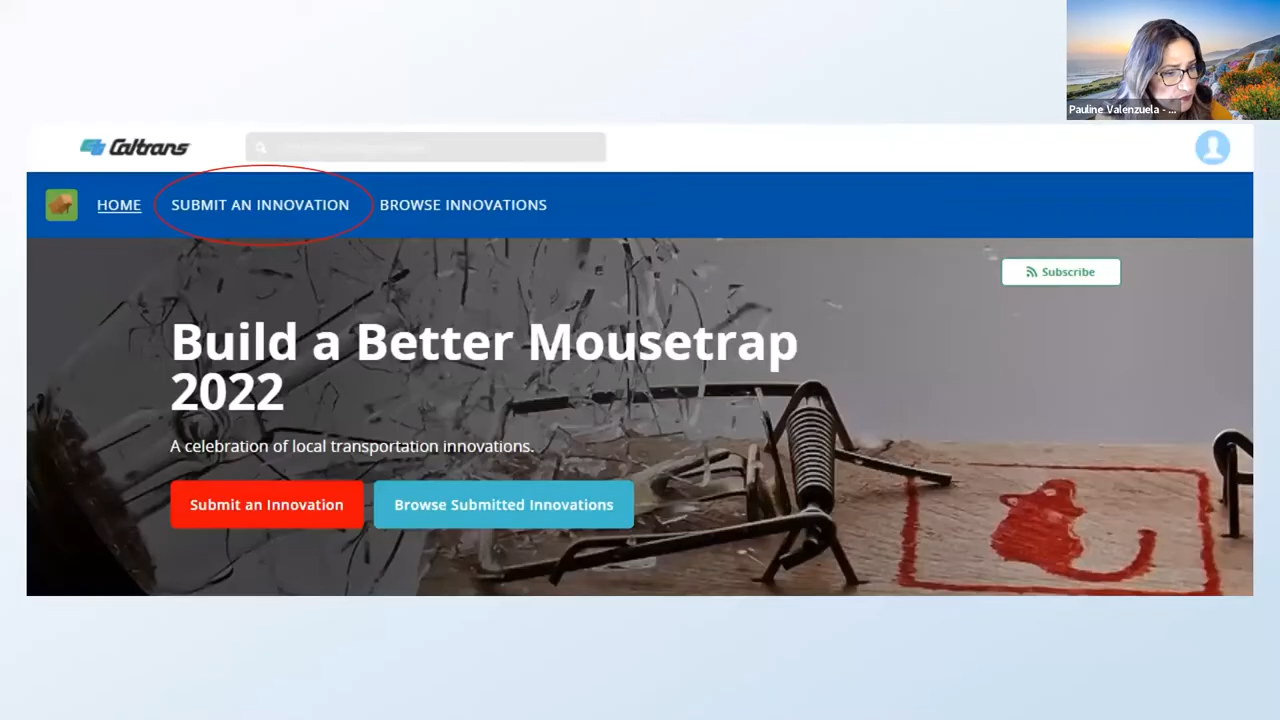 Pauline Valenzuela - ...
Caltrans
HOME SUBMIT AN INNOVATION BROWSE INNOVATIONS
Subscribe
Build a Better Mousetrap
2022
A celebration of local transportation innovations.
Submit an Innovation Browse Submitted Innovations